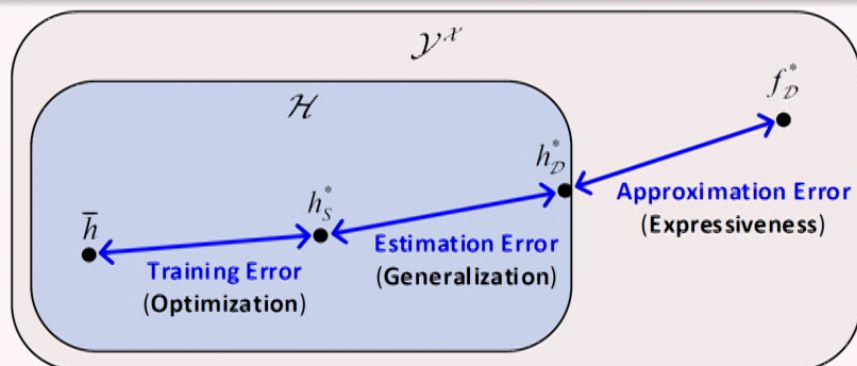 𝒴^𝒳
ℋ
f*_𝒟
h*_𝒟
h*_S
h̅
Approximation Error
(Expressiveness)
Estimation Error
(Generalization)
Training Error
(Optimization)